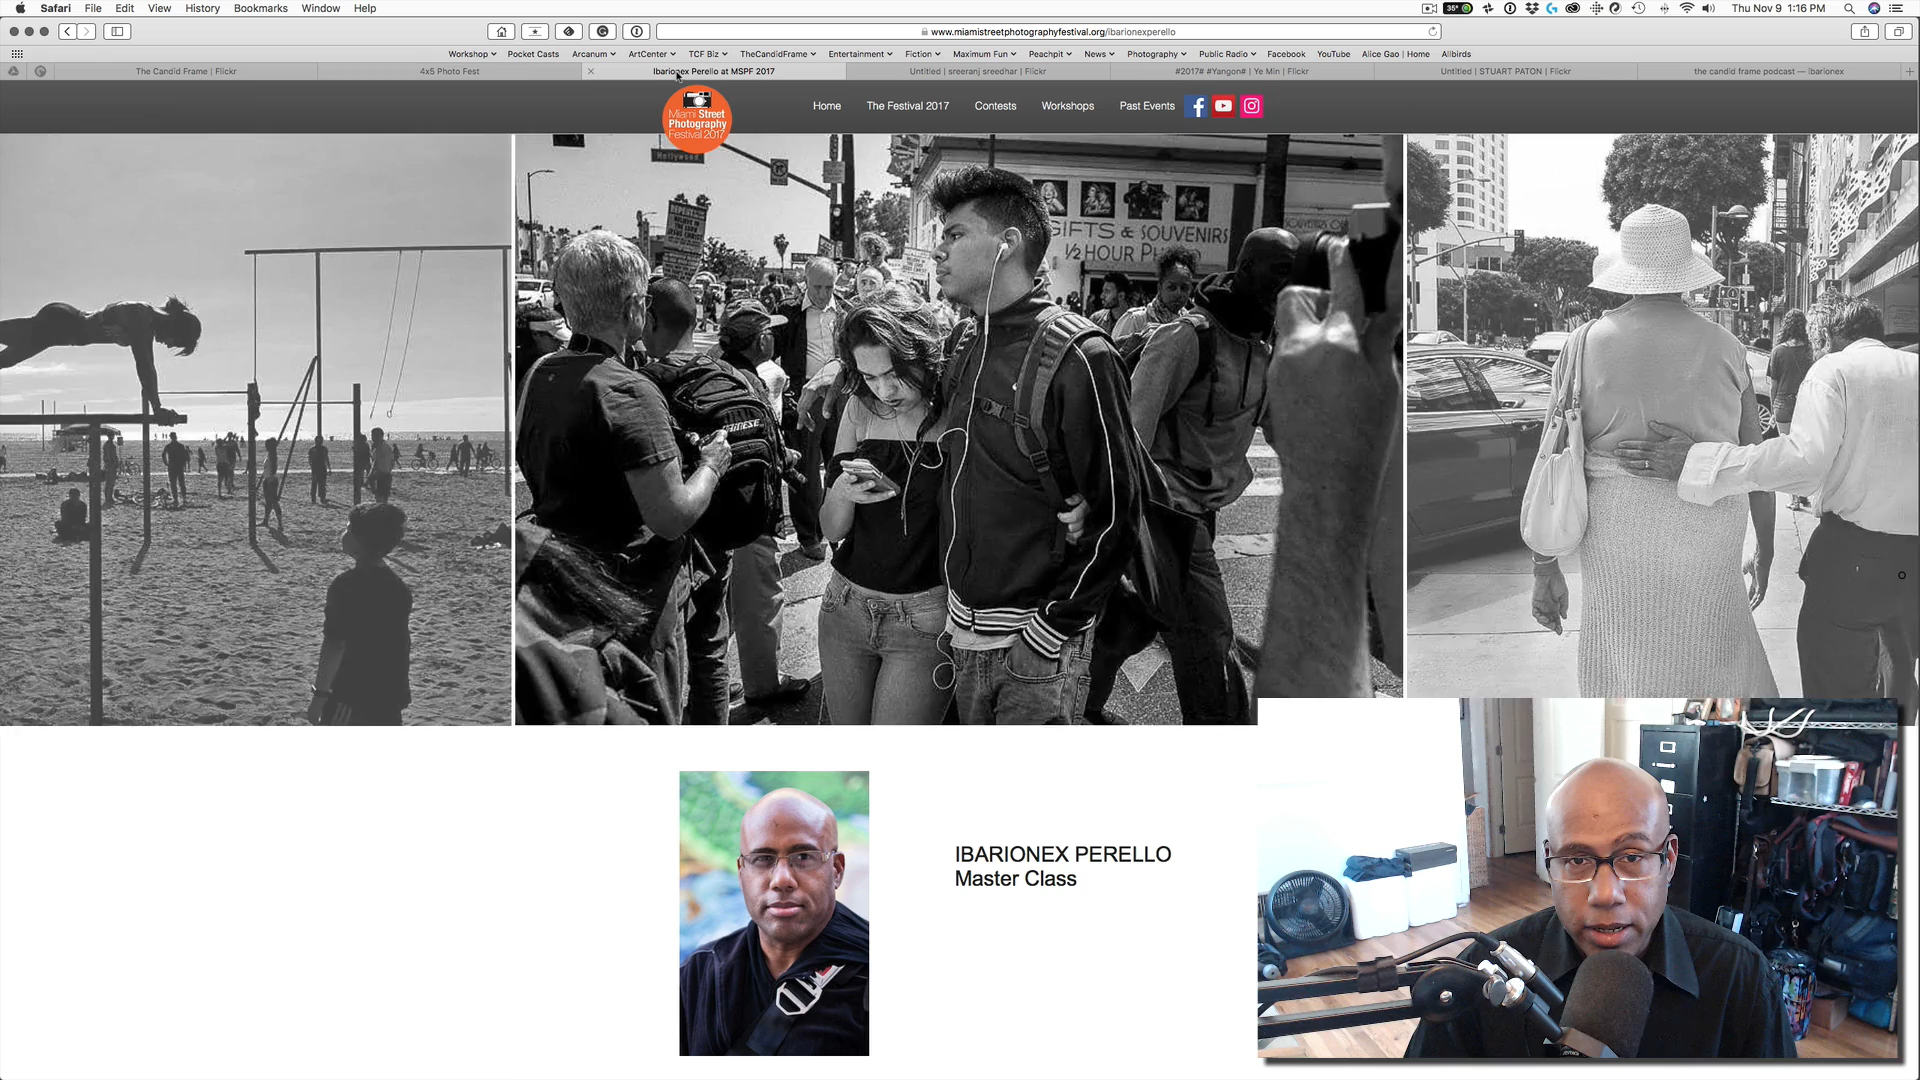 Safari File Edit View History Bookmarks Window Help
35° Thu Nov 9 1:16 PM
www.miamistreetphotographyfestival.org/ibarionexperello
Workshop Pocket Casts Arcanum ArtCenter TCF Biz TheCandidFrame Entertainment Fiction Maximum Fun Peachpit News Photography Public Radio Facebook YouTube Alice Gao | Home Allbirds
The Candid Frame | Flickr
4x5 Photo Fest
Ibarionex Perello at MSPF 2017
Untitled | sreeranj sreedhar | Flickr
#2017# #Yangon# | Ye Min | Flickr
Untitled | STUART PATON | Flickr
the candid frame podcast — ibarionex
Miami Street
Photography
Festival 2017
Home The Festival 2017 Contests Workshops Past Events
Hollywood
GIFTS & SOUVENIRS
½ HOUR
IBARIONEX PERELLO
Master Class